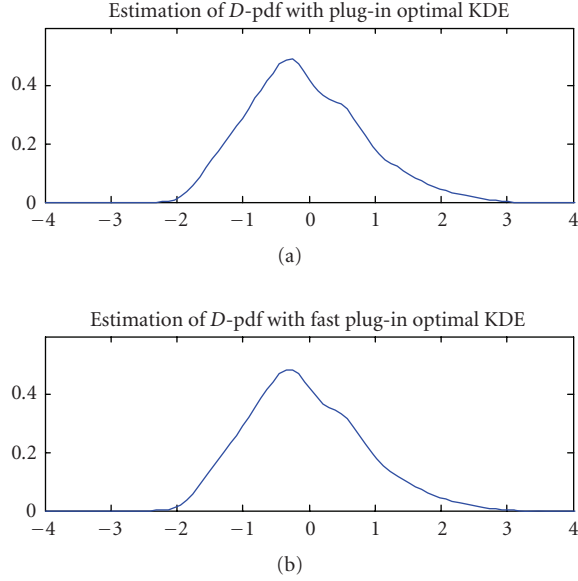 Estimation of D-pdf with plug-in optimal KDE
0.4
0.2
0
−4 −3 −2 −1 0 1 2 3 4
(a)
Estimation of D-pdf with fast plug-in optimal KDE
0.4
0.2
0
−4 −3 −2 −1 0 1 2 3 4
(b)